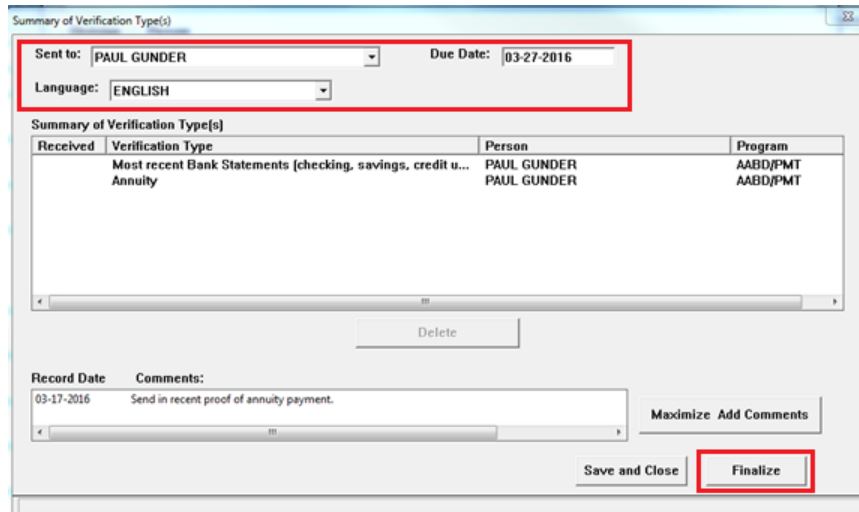 Summary of Verification Type(s)
Sent to: PAUL GUNDER Due Date: 03-27-2016
Language: ENGLISH
Summary of Verification Type(s)
Received Verification Type Person Program
Most recent Bank Statements (checking, savings, credit u... PAUL GUNDER AABD/PMT
Annuity PAUL GUNDER AABD/PMT
Delete
Record Date Comments:
03-17-2016 Send in recent proof of annuity payment.
Maximize Add Comments
Save and Close Finalize